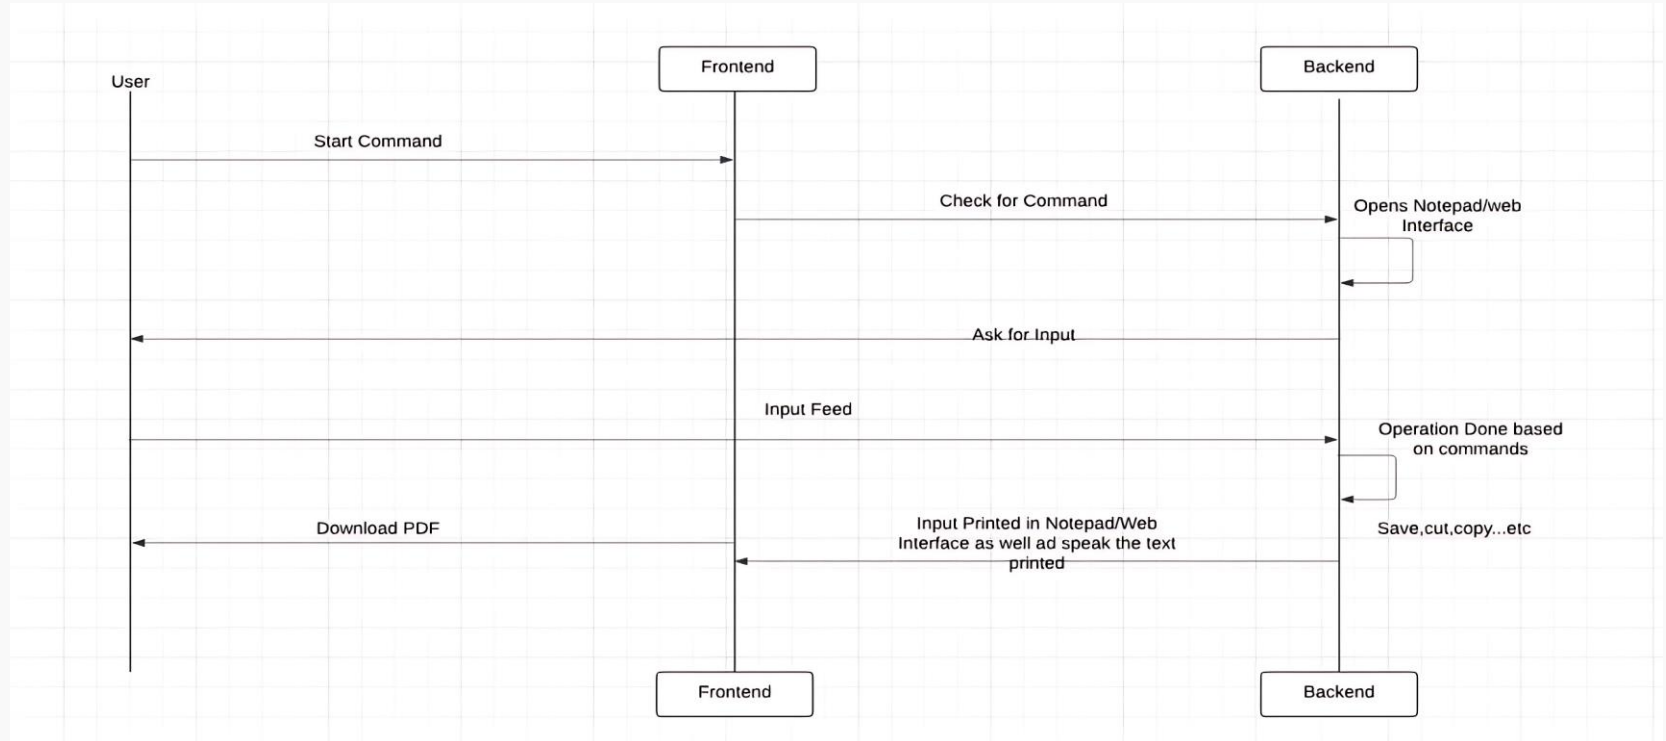 Frontend
Backend
User
Start Command
Check for Command
Opens Notepad/web
Interface
Ask for Input
Input Feed
Operation Done based
on commands
Download PDF
Input Printed in Notepad/Web
Interface as well ad speak the text
printed
Save,cut,copy...etc
Frontend
Backend